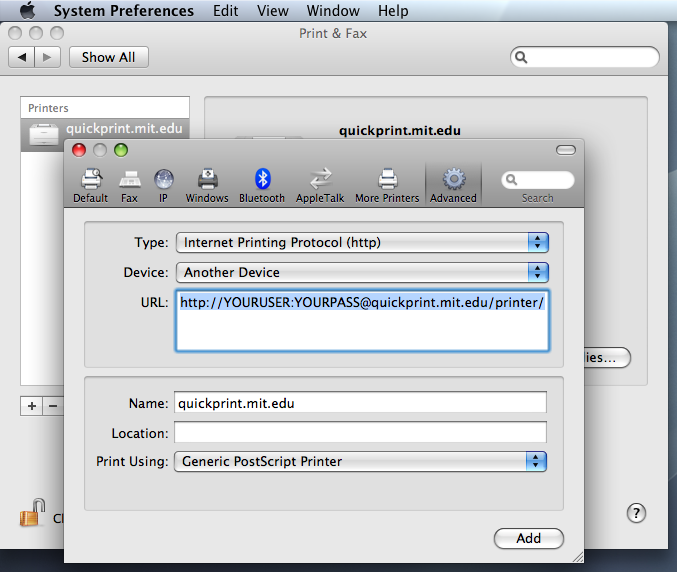 System Preferences Edit View Window Help
Print & Fax
Show All
Printers
quickprint.mit.edu
quickprint.mit.edu
Default Fax IP Windows Bluetooth AppleTalk More Printers Advanced Search
Type: Internet Printing Protocol (http)
Device: Another Device
URL: http://YOURUSER:YOURPASS@quickprint.mit.edu/printer/
ies...
Name: quickprint.mit.edu
Location:
Print Using: Generic PostScript Printer
+ −
Cl
?
Add